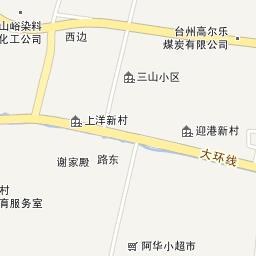 山峪染料
化工公司
西边
台州高尔乐
煤炭有限公司
三山小区
上洋新村
迎港新村
大环线
谢家殿
路东
村
育服务室
阿华小超市